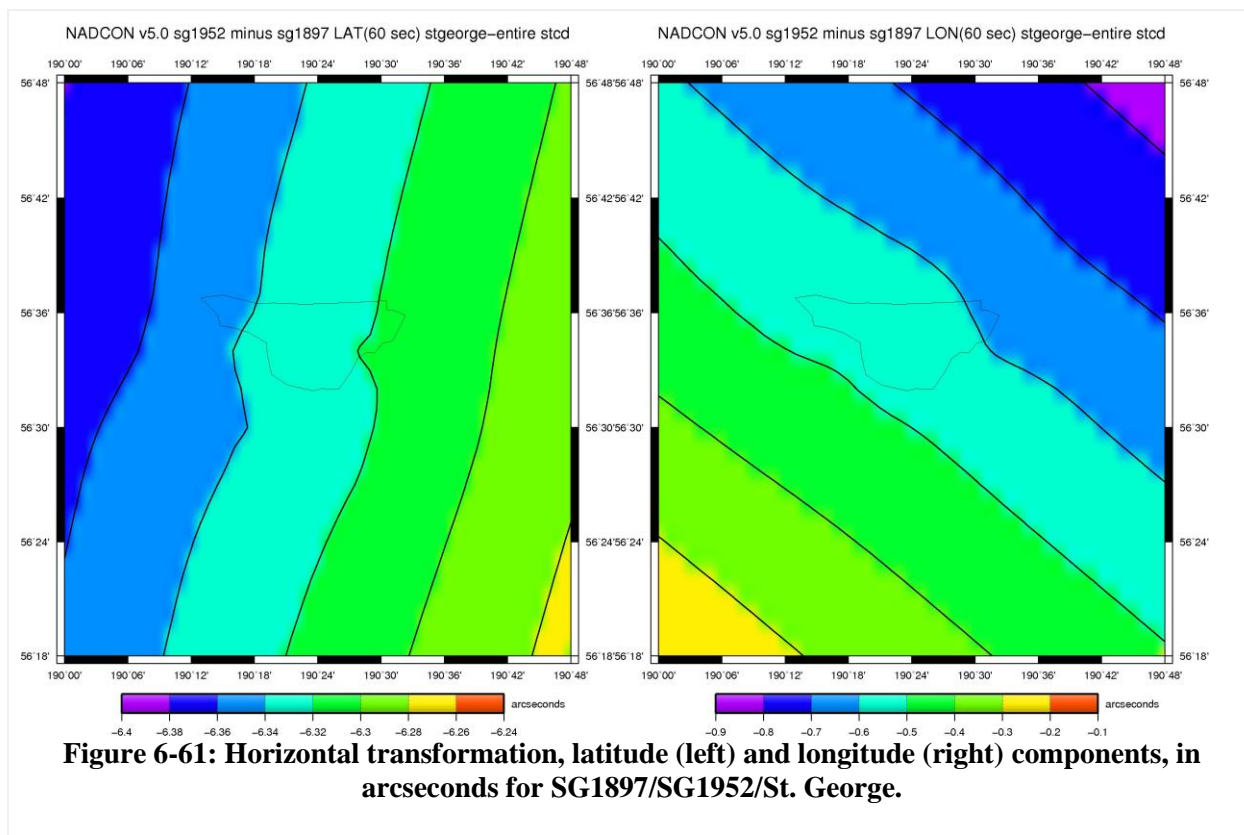 NADCON v5.0 sg1952 minus sg1897 LAT(60 sec) stgeorge-entire stcd
190˚00' 190˚06' 190˚12' 190˚18' 190˚24' 190˚30' 190˚36' 190˚42' 190˚48'
56˚48' 56˚48'
56˚42' 56˚42'
56˚36' 56˚36'
56˚30' 56˚30'
56˚24' 56˚24'
56˚18' 56˚18'
190˚00' 190˚06' 190˚12' 190˚18' 190˚24' 190˚30' 190˚36' 190˚42' 190˚48'
arcseconds
-6.4 -6.38 -6.36 -6.34 -6.32 -6.3 -6.28 -6.26 -6.24
NADCON v5.0 sg1952 minus sg1897 LON(60 sec) stgeorge-entire stcd
190˚00' 190˚06' 190˚12' 190˚18' 190˚24' 190˚30' 190˚36' 190˚42' 190˚48'
56˚48' 56˚48'
56˚42' 56˚42'
56˚36' 56˚36'
56˚30' 56˚30'
56˚24' 56˚24'
56˚18' 56˚18'
190˚00' 190˚06' 190˚12' 190˚18' 190˚24' 190˚30' 190˚36' 190˚42' 190˚48'
arcseconds
-0.9 -0.8 -0.7 -0.6 -0.5 -0.4 -0.3 -0.2 -0.1
Figure 6-61: Horizontal transformation, latitude (left) and longitude (right) components, in
arcseconds for SG1897/SG1952/St. George.